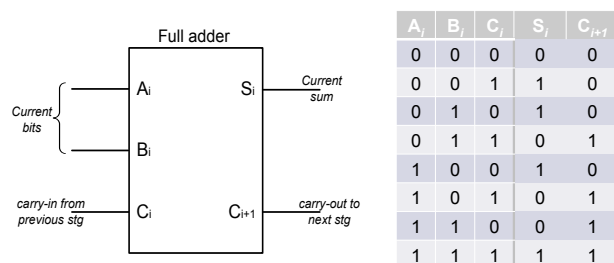 Full adder
Current
bits
carry-in from
previous stg
Ai
Bi
Ci
Si
Ci+1
Current
sum
carry-out to
next stg
Ai Bi Ci Si Ci+1
0 0 0 0 0
0 0 1 1 0
0 1 0 1 0
0 1 1 0 1
1 0 0 1 0
1 0 1 0 1
1 1 0 0 1
1 1 1 1 1